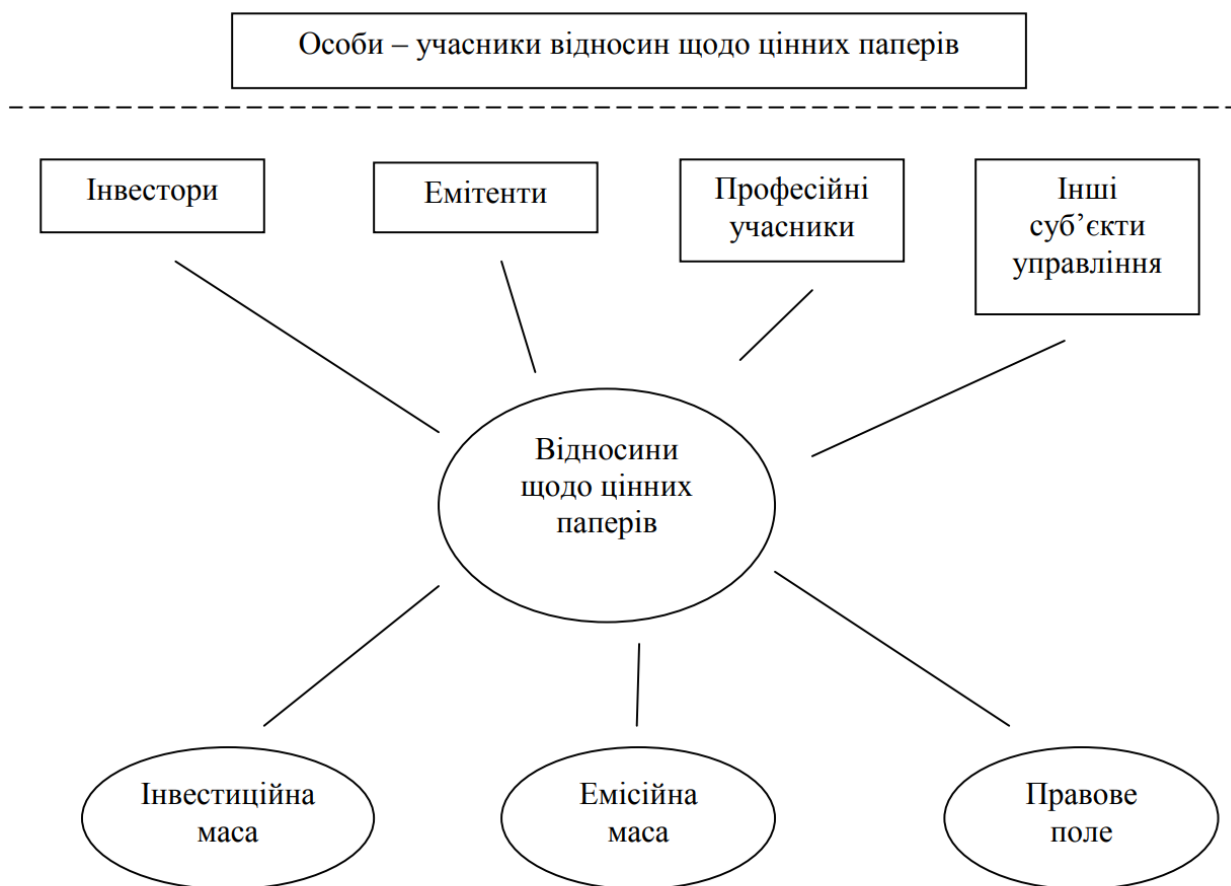 Особи – учасники відносин щодо цінних паперів
Інвестори
Емітенти
Професійні
учасники
Інші
суб’єкти
управління
Відносини
щодо цінних
паперів
Інвестиційна
маса
Емісійна
маса
Правове
поле